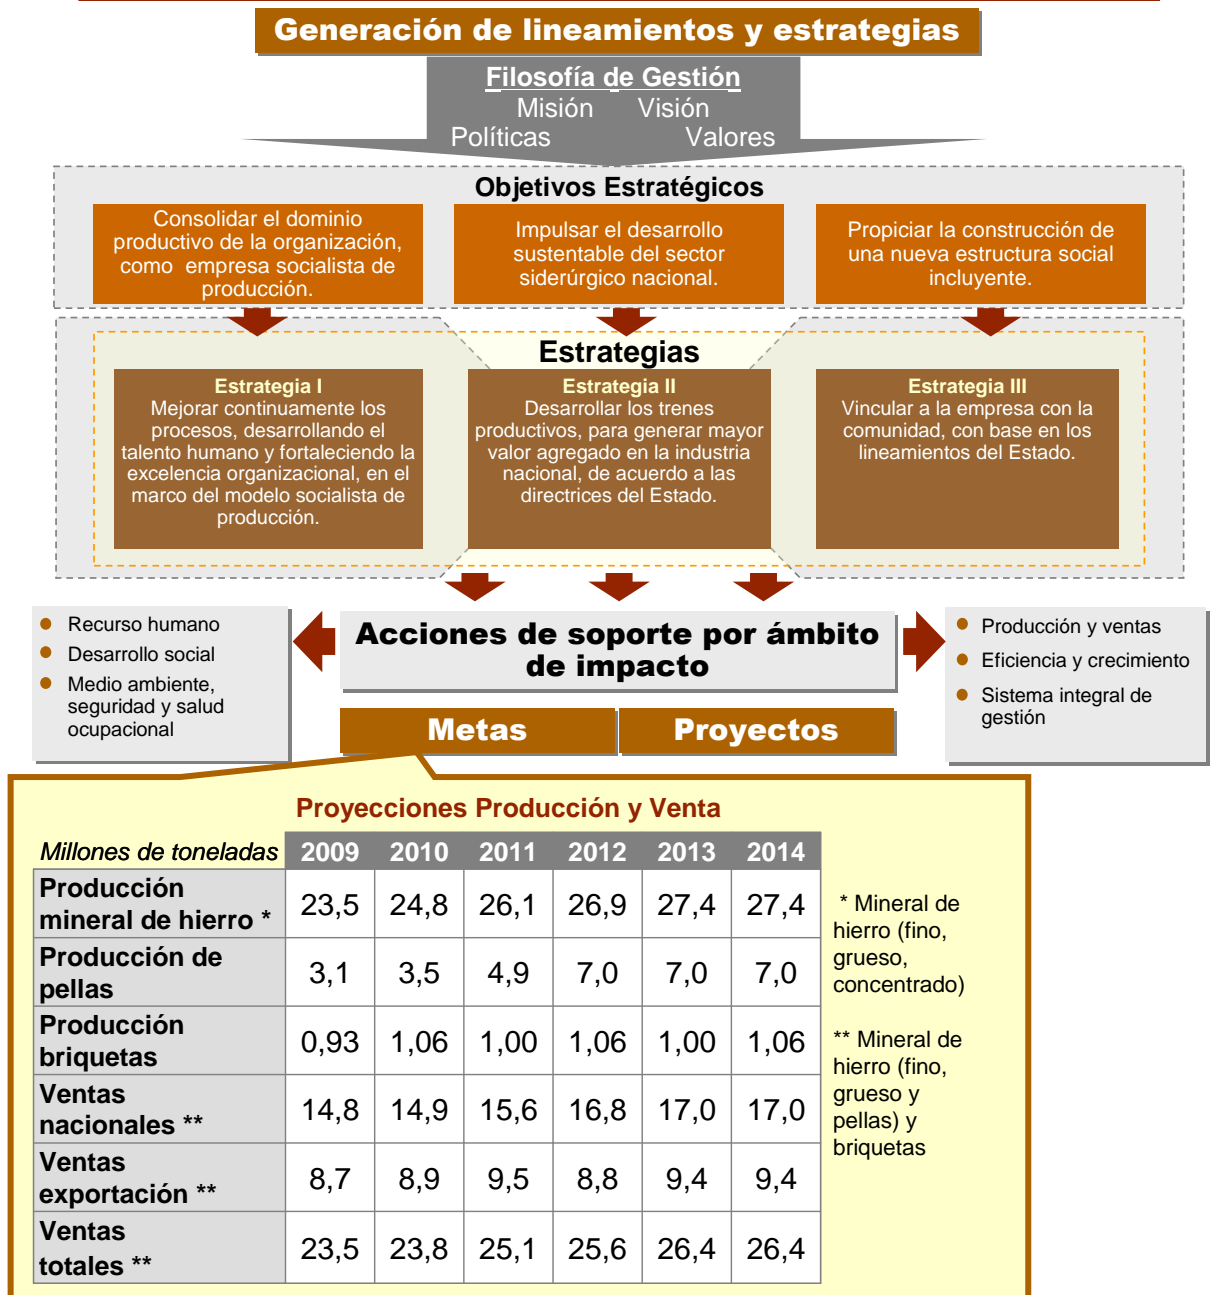 Generación de lineamientos y estrategias
Filosofía de Gestión
Misión Visión
Políticas Valores
Objetivos Estratégicos
Consolidar el dominio
productivo de la organización,
como empresa socialista de
producción.
Impulsar el desarrollo
sustentable del sector
siderúrgico nacional.
Propiciar la construcción de
una nueva estructura social
incluyente.
Estrategias
Estrategia I
Mejorar continuamente los
procesos, desarrollando el
talento humano y fortaleciendo la
excelencia organizacional, en el
marco del modelo socialista de
producción.
Estrategia II
Desarrollar los trenes
productivos, para generar mayor
valor agregado en la industria
nacional, de acuerdo a las
directrices del Estado.
Estrategia III
Vincular a la empresa con la
comunidad, con base en los
lineamientos del Estado.
Recurso humano
Desarrollo social
Medio ambiente,
seguridad y salud
ocupacional
Acciones de soporte por ámbito
de impacto
Producción y ventas
Eficiencia y crecimiento
Sistema integral de
gestión
Metas Proyectos
Proyecciones Producción y Venta
Millones de toneladas 2009 2010 2011 2012 2013 2014
Producción
mineral de hierro * 23,5 24,8 26,1 26,9 27,4 27,4
Producción de
pellas 3,1 3,5 4,9 7,0 7,0 7,0
Producción
briquetas 0,93 1,06 1,00 1,06 1,00 1,06
Ventas
nacionales ** 14,8 14,9 15,6 16,8 17,0 17,0
Ventas
exportación ** 8,7 8,9 9,5 8,8 9,4 9,4
Ventas
totales ** 23,5 23,8 25,1 25,6 26,4 26,4
* Mineral de
hierro (fino,
grueso,
concentrado)
** Mineral de
hierro (fino,
grueso y
pellas) y
briquetas